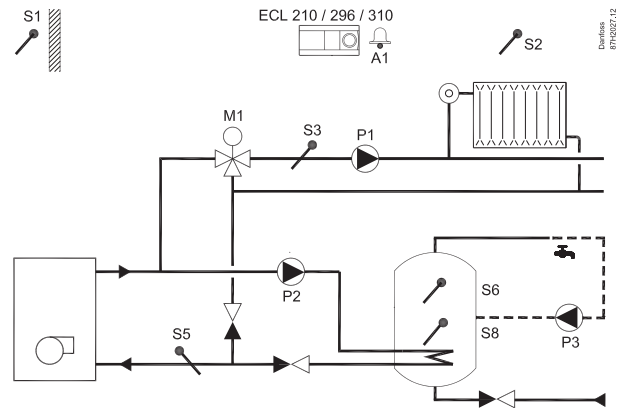 S1
ECL 210 / 296 / 310
A1
S2
Danfoss
87H2027.12
M1
S3
P1
P2
S6
S8
P3
S5